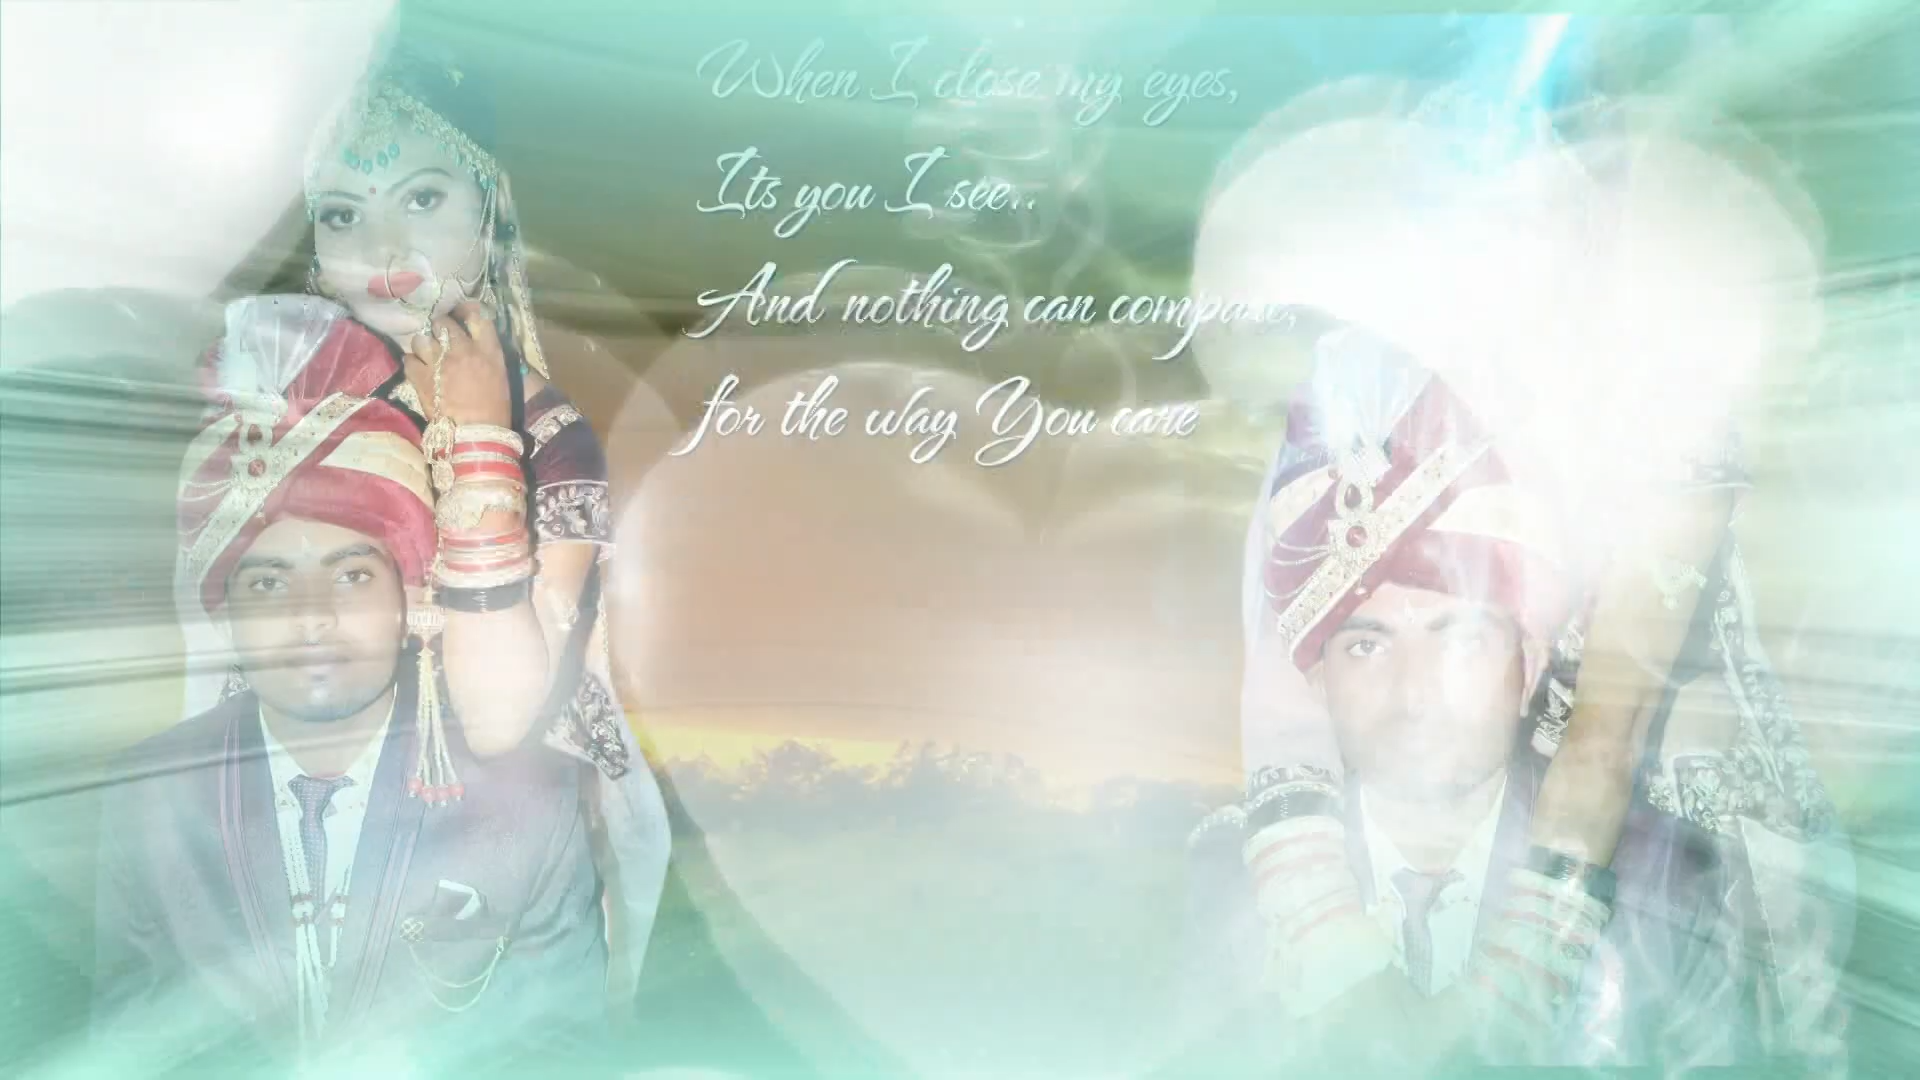 When I close my eyes,
Its you I see..
And nothing can compare,
for the way You care